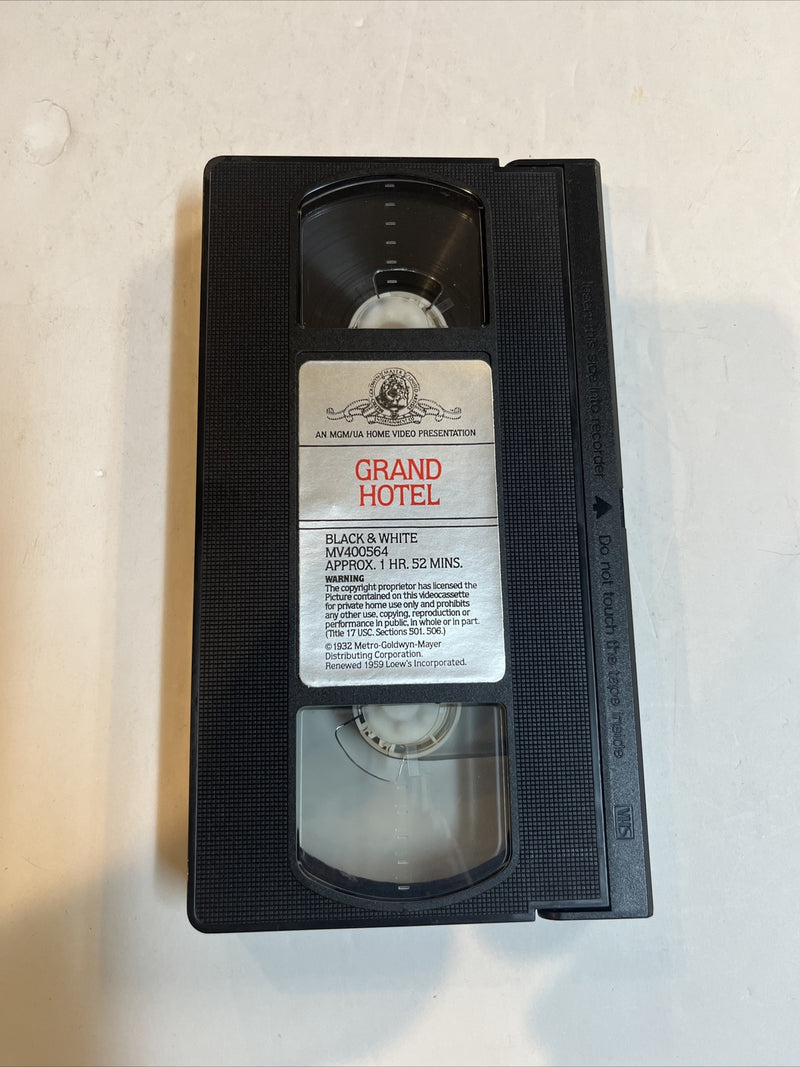 AN MGM/UA HOME VIDEO PRESENTATION
GRAND
HOTEL
BLACK & WHITE
MV400564
APPROX. 1 HR. 52 MINS.
WARNING
The copyright proprietor has licensed the
Picture contained on this videocassette
for private home use only and prohibits
any other use, copying, reproduction or
performance in public, in whole or in part.
(Title 17 USC. Sections 501. 506.)
©1932 Metro-Goldwyn-Mayer
Distributing Corporation.
Renewed 1959 Loew's Incorporated.
Insert this side into recorder
Do not touch the tape inside
VHS